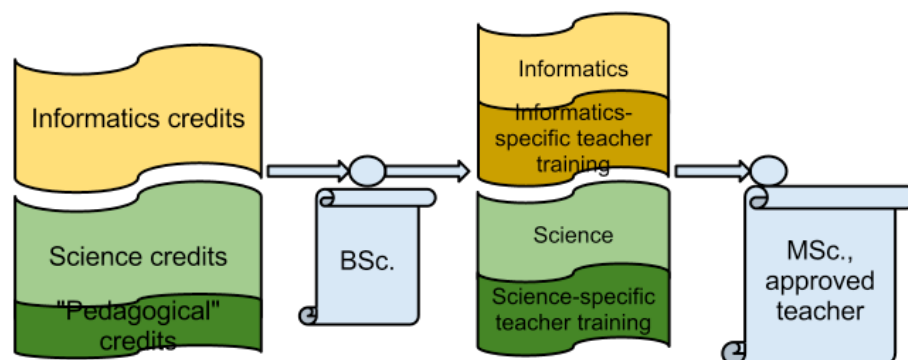 Informatics credits
Science credits
"Pedagogical"
credits
BSc.
Informatics
Informatics-
specific teacher
training
Science
Science-specific
teacher training
MSc.,
approved
teacher